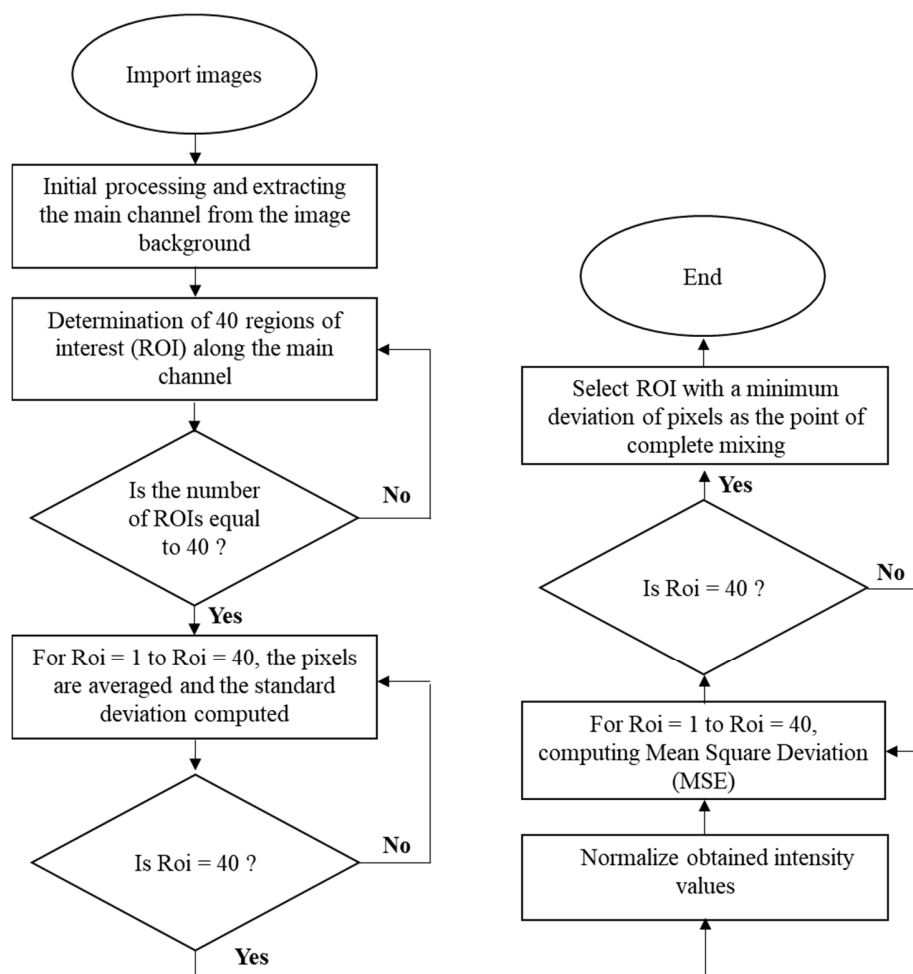 Import images
Initial processing and extracting
the main channel from the image
background
Determination of 40 regions of
interest (ROI) along the main
channel
Is the number
of ROIs equal
to 40 ?
No
Yes
For Roi = 1 to Roi = 40, the pixels
are averaged and the standard
deviation computed
Is Roi = 40 ?
No
Yes
Normalize obtained intensity
values
For Roi = 1 to Roi = 40,
computing Mean Square Deviation
(MSE)
Is Roi = 40 ?
No
Yes
Select ROI with a minimum
deviation of pixels as the point of
complete mixing
End